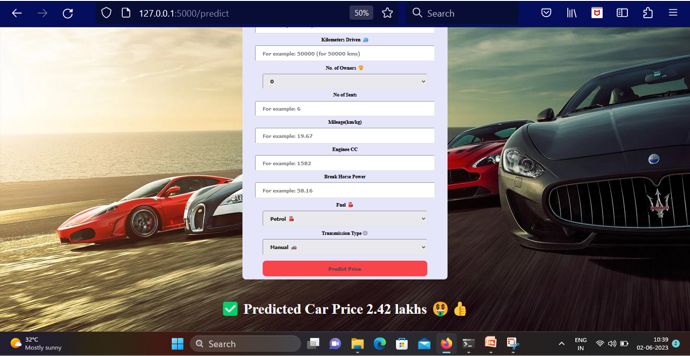 127.0.0.1:5000/predict
50%
Search
Kilometers Driven
For example: 50000 (for 50000 kms)
No. of Owners
0
No of Seats
For example: 6
Mileage(km/kg)
For example: 19.67
Engine CC
For example: 1582
Break Horse Power
For example: 58.16
Fuel
Petrol
Transmission Type
Manual
Predict Price
Predicted Car Price 2.42 lakhs
32°C
Mostly sunny
Search
ENG
IN
10:39
02-06-2023